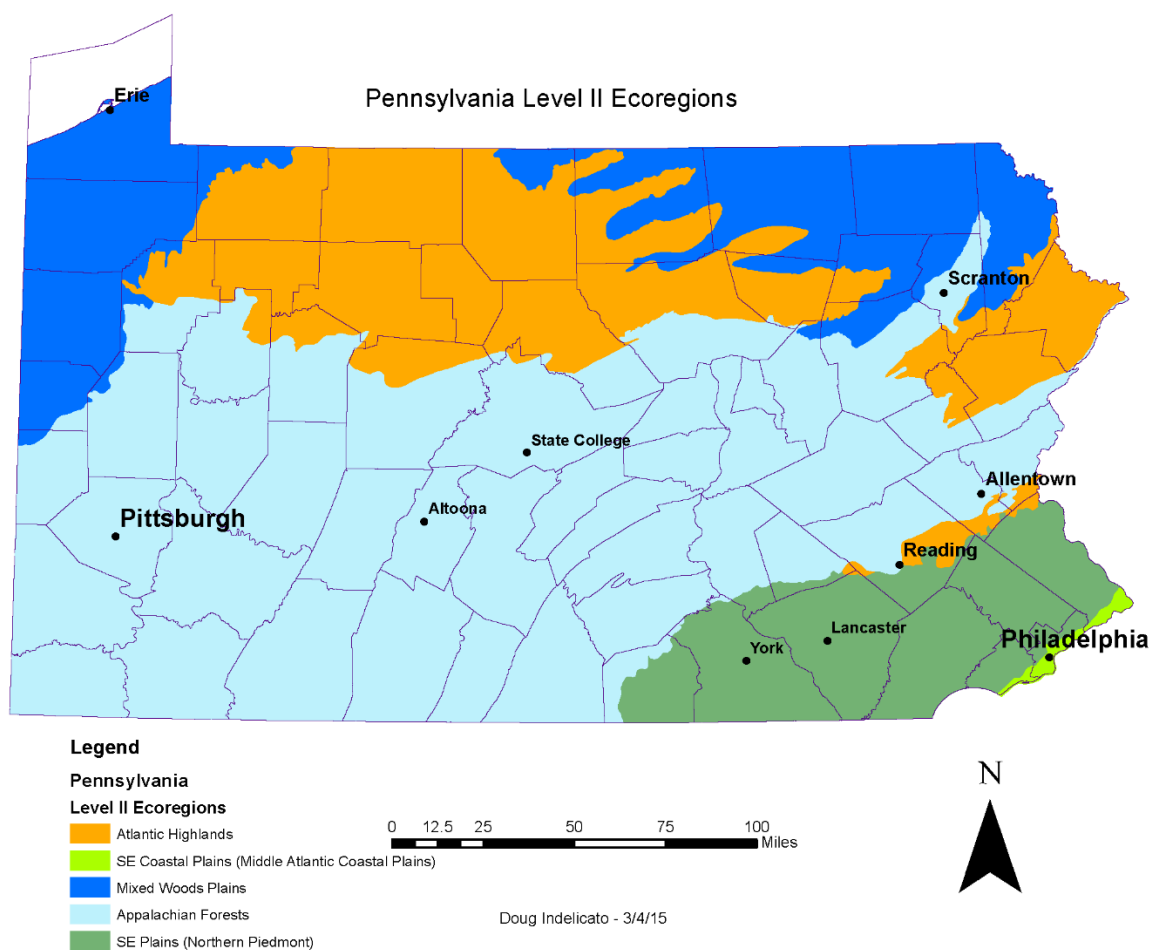 Erie
Pennsylvania Level II Ecoregions
Scranton
State College
Allentown
Altoona
Pittsburgh
Reading
Lancaster
Philadelphia
York
Legend
Pennsylvania
Level II Ecoregions
Atlantic Highlands
SE Coastal Plains (Middle Atlantic Coastal Plains)
Mixed Woods Plains
Appalachian Forests
SE Plains (Northern Piedmont)
0 12.5 25 50 75 100
Miles
Doug Indelicato - 3/4/15
N